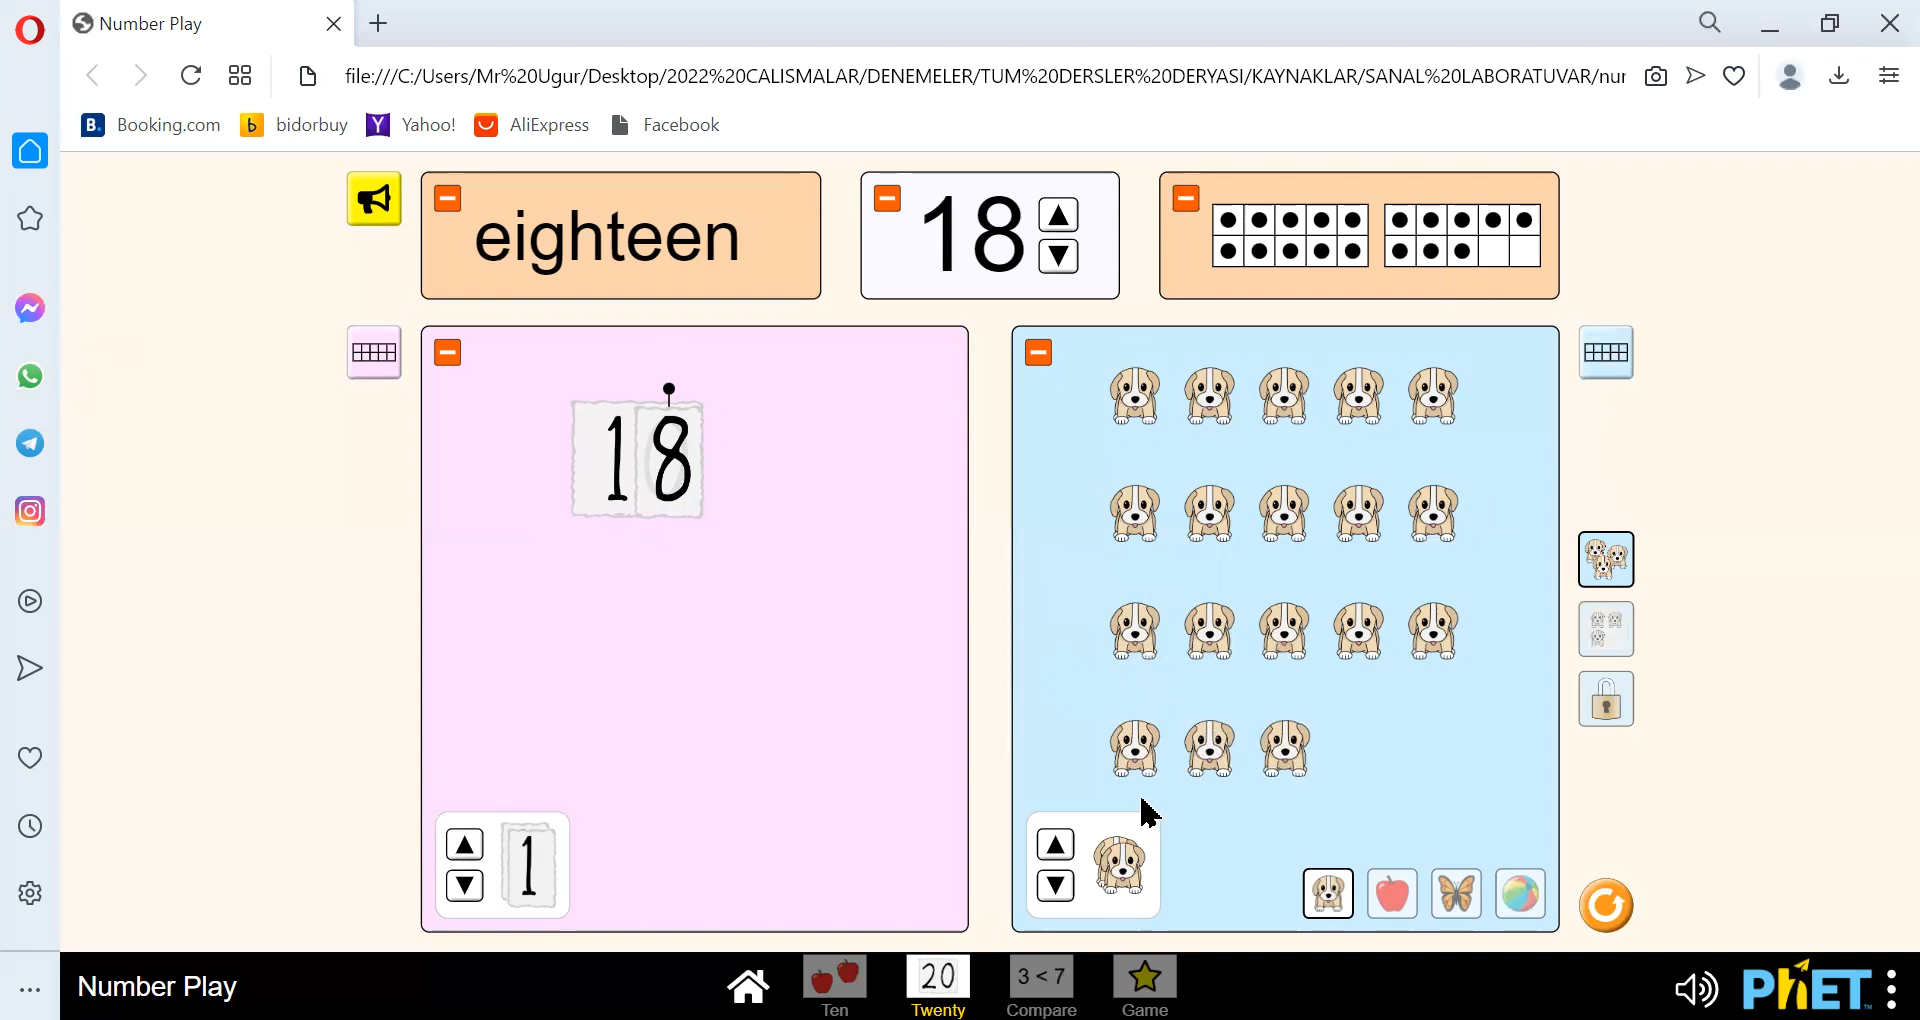 Number Play
file:///C:/Users/Mr%20Ugur/Desktop/2022%20CALISMALAR/DENEMELER/TUM%20DERSLER%20DERYASI/KAYNAKLAR/SANAL%20LABORATUVAR/nur
B. Booking.com b bidorbuy Y Yahoo! AliExpress Facebook
eighteen
18
18
1
20
3 < 7
Number Play
Ten
Twenty
Compare
Game
PhET™